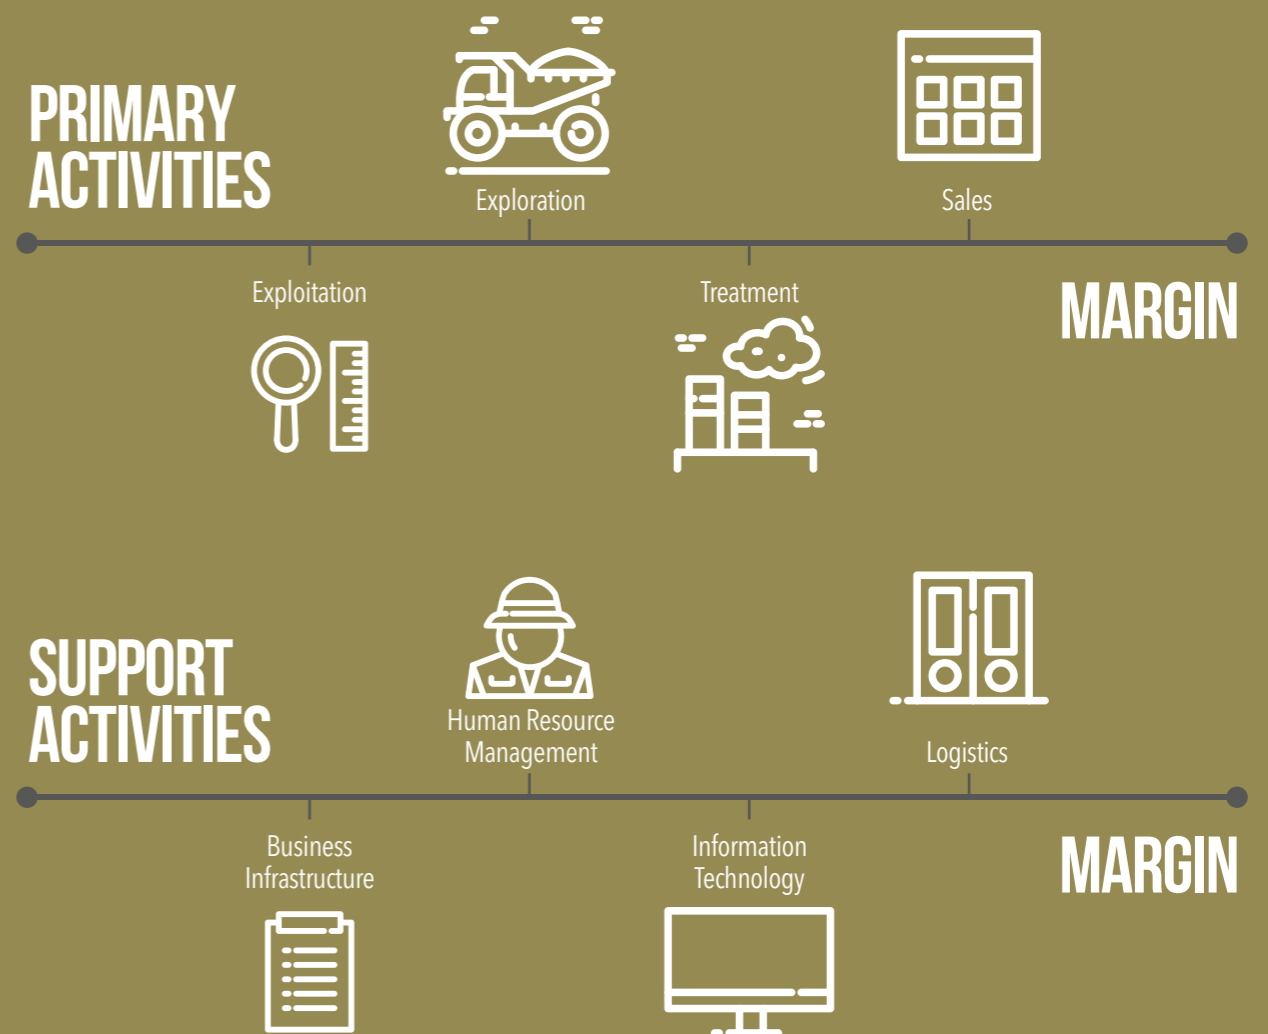 PRIMARY
ACTIVITIES
Exploration
Sales
Exploitation
Treatment
MARGIN
SUPPORT
ACTIVITIES
Human Resource
Management
Logistics
Business
Infrastructure
Information
Technology
MARGIN